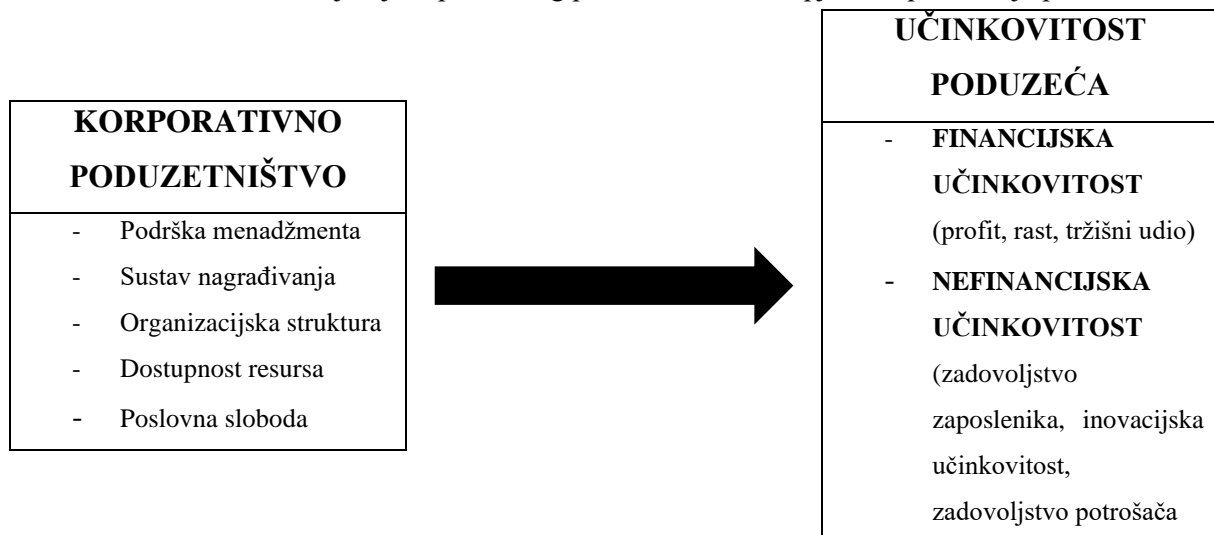 KORPORATIVNO
PODUZETNIŠTVO
- Podrška menadžmenta
- Sustav nagrađivanja
- Organizacijska struktura
- Dostupnost resursa
- Poslovna sloboda
UČINKOVITOST
PODUZEĆA
- FINANCIJSKA
UČINKOVITOST
(profit, rast, tržišni udio)
- NEFINANCIJSKA
UČINKOVITOST
(zadovoljstvo
zaposlenika, inovacijska
učinkovitost,
zadovoljstvo potrošača